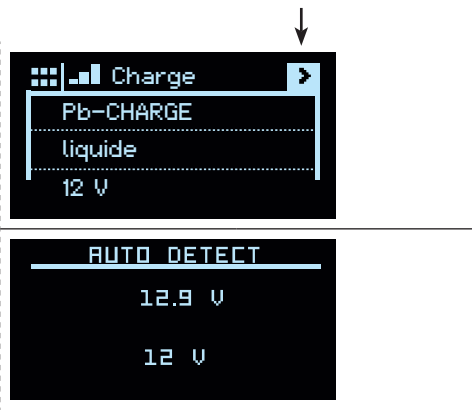 Charge >
Pb-CHARGE
liquide
12 V
AUTO DETECT
12.9 V
12 V